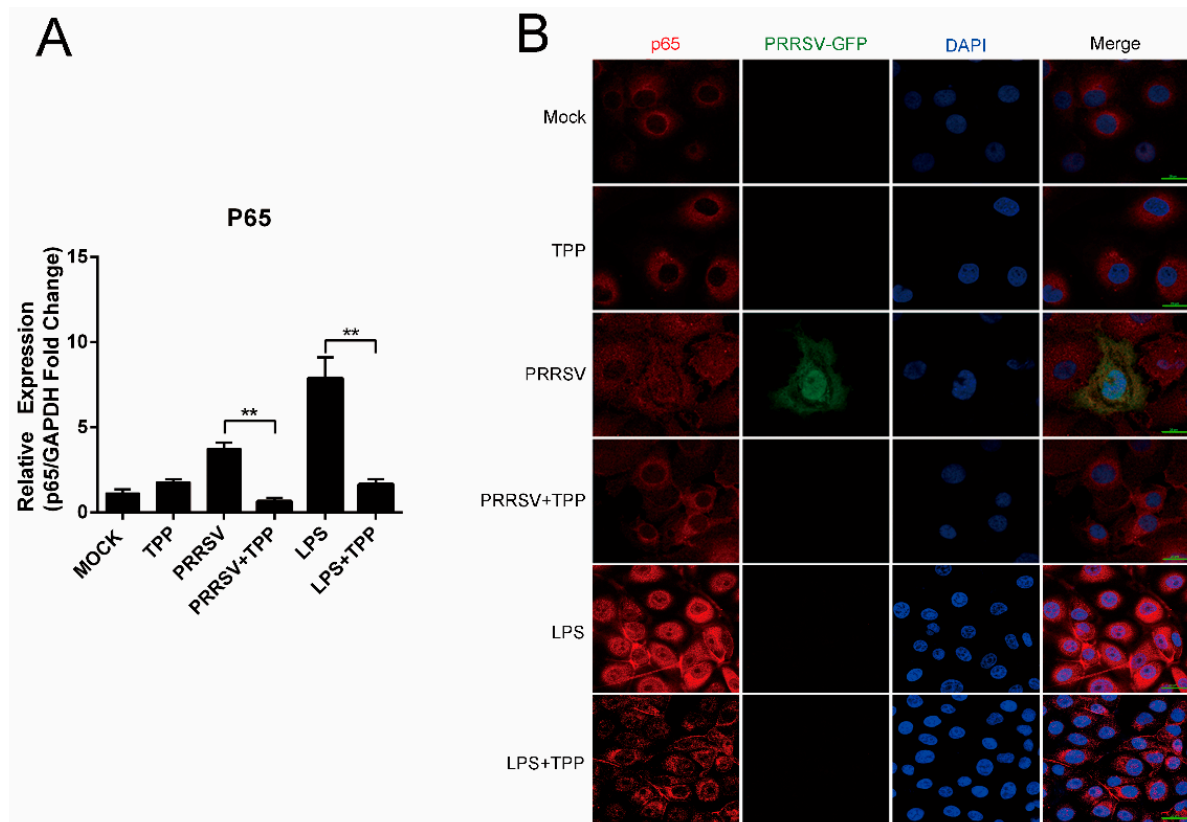 A
P65
Relative Expression
(p65/GAPDH Fold Change)
15
10
5
0
**
**
MOCK
TPP
PRRSV
PRRSV+TPP
LPS
LPS+TPP
B
p65 PRRSV-GFP DAPI Merge
Mock
TPP
PRRSV
PRRSV+TPP
LPS
LPS+TPP